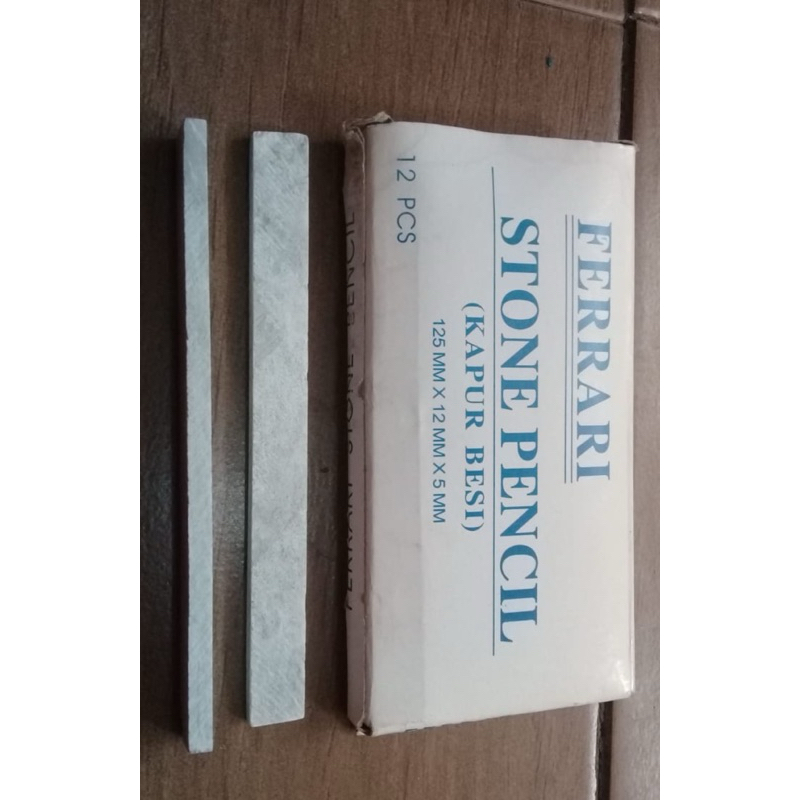 FERRARI
STONE PENCIL
(KAPUR BESI)
125 MM X 12 MM X 5 MM
12 PCS